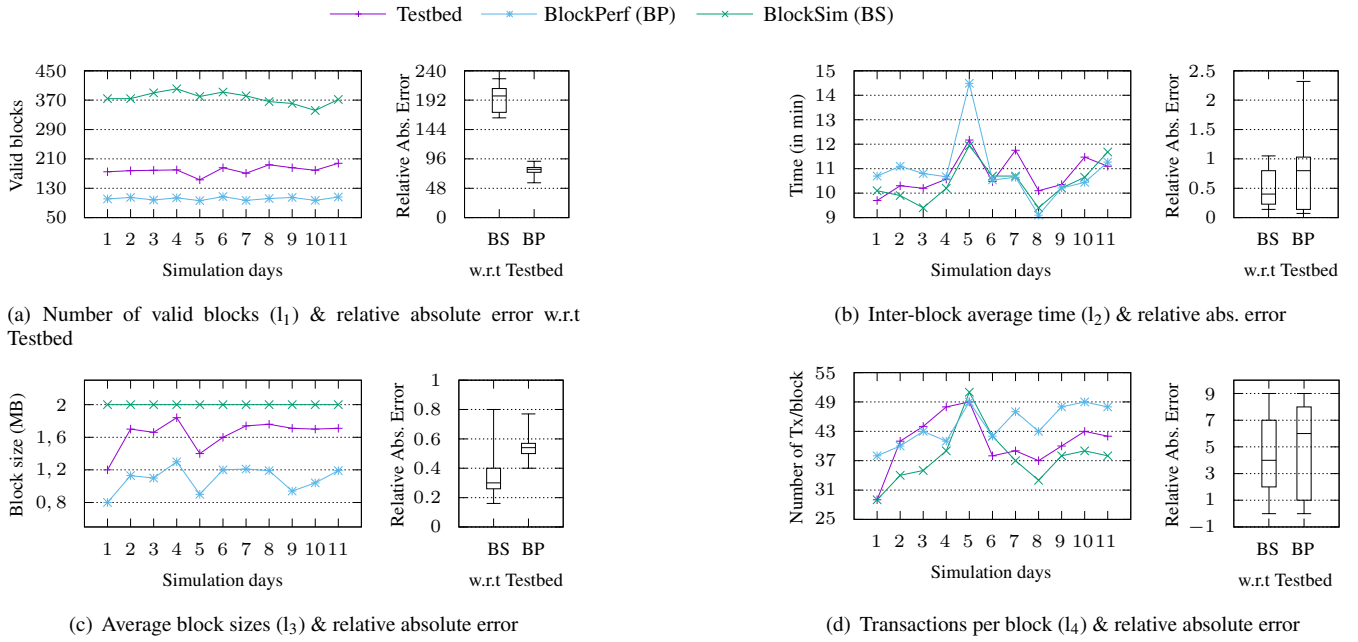 Testbed BlockPerf (BP) BlockSim (BS)
450
370
290
210
130
50
Valid blocks
1 2 3 4 5 6 7 8 9 10 11
Simulation days
240
192
144
96
48
0
Relative Abs. Error
BS BP
w.r.t Testbed
(a) Number of valid blocks (l₁) & relative absolute error w.r.t
Testbed
15
14
13
12
11
10
9
Time (in min)
1 2 3 4 5 6 7 8 9 10 11
Simulation days
2.5
2
1.5
1
0.5
0
Relative Abs. Error
BS BP
w.r.t Testbed
(b) Inter-block average time (l₂) & relative abs. error
2
1,6
1,2
0,8
Block size (MB)
1 2 3 4 5 6 7 8 9 10 11
Simulation days
1
0.8
0.6
0.4
0.2
0
Relative Abs. Error
BS BP
w.r.t Testbed
(c) Average block sizes (l₃) & relative absolute error
55
49
43
37
31
25
Number of Tx/block
1 2 3 4 5 6 7 8 9 10 11
Simulation days
9
7
5
3
1
−1
Relative Abs. Error
BS BP
w.r.t Testbed
(d) Transactions per block (l₄) & relative absolute error